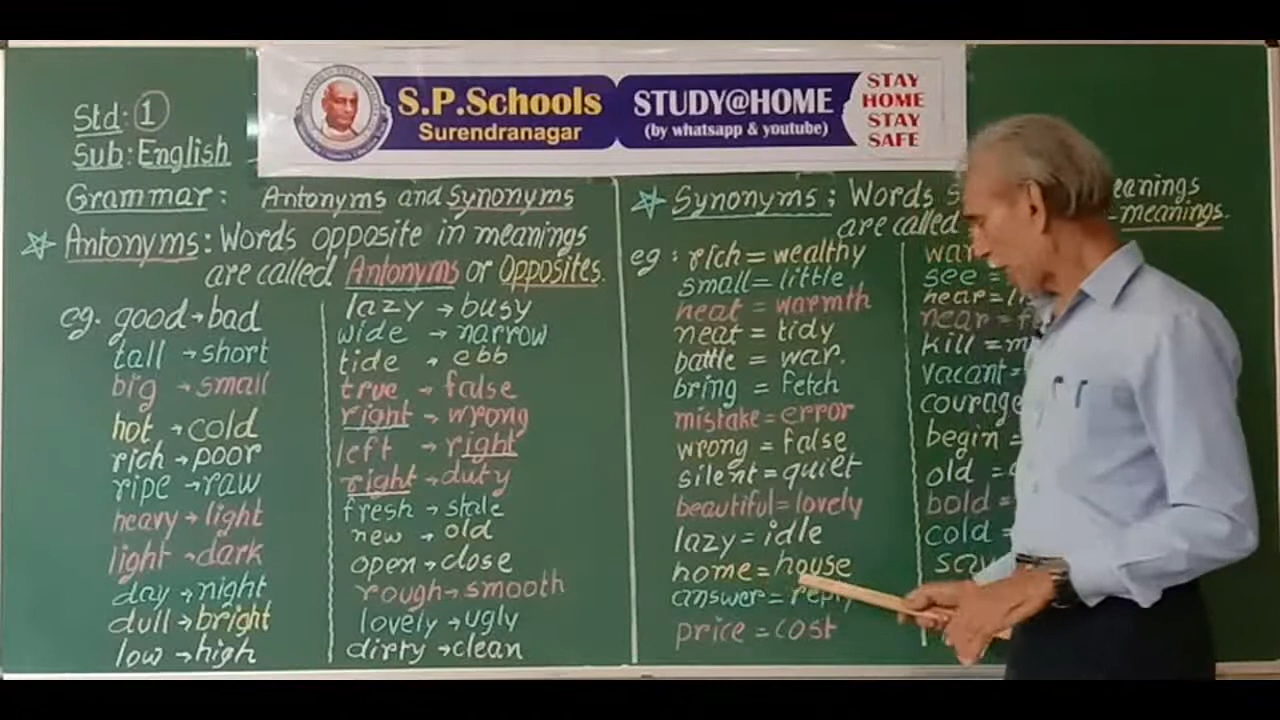 S.P.Schools
Surendranagar
STUDY@HOME
(by whatsapp & youtube)
STAY
HOME
STAY
SAFE
Std: 1
Sub: English
Grammar: Antonyms and Synonyms
Antonyms: Words opposite in meanings
are called Antonyms or Opposites.
eg. good → bad
tall → short
big → small
hot → cold
rich → poor
ripe → raw
heavy → light
light → dark
day → night
dull → bright
low → high
lazy → busy
wide → narrow
tide → ebb
true → false
right → wrong
left → right
right → duty
fresh → stale
new → old
open → close
rough → smooth
lovely → ugly
dirty → clean
Synonyms: Words
are called -meanings.
eg: rich = wealthy
small = little
heat = warmth
neat = tidy
battle = war.
bring = Fetch
mistake = error
wrong = false
silent = quiet
beautiful = lovely
lazy = idle
home = house
answer = reply
price = cost
see =
near =
kill =
vacant =
courage
begin =
old =
bold =
cold =